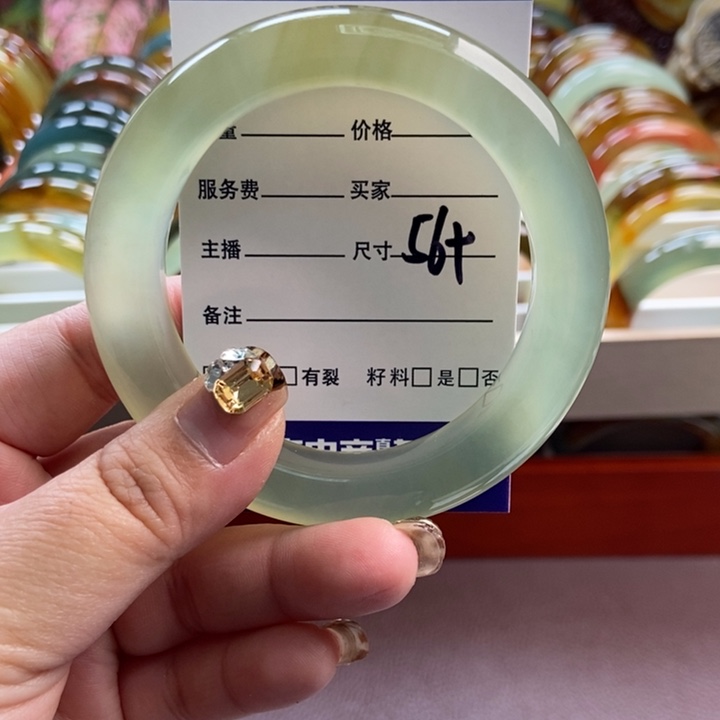 量 价格
服务费 买家
主播 尺寸 56+
备注
有裂 籽料□是□否